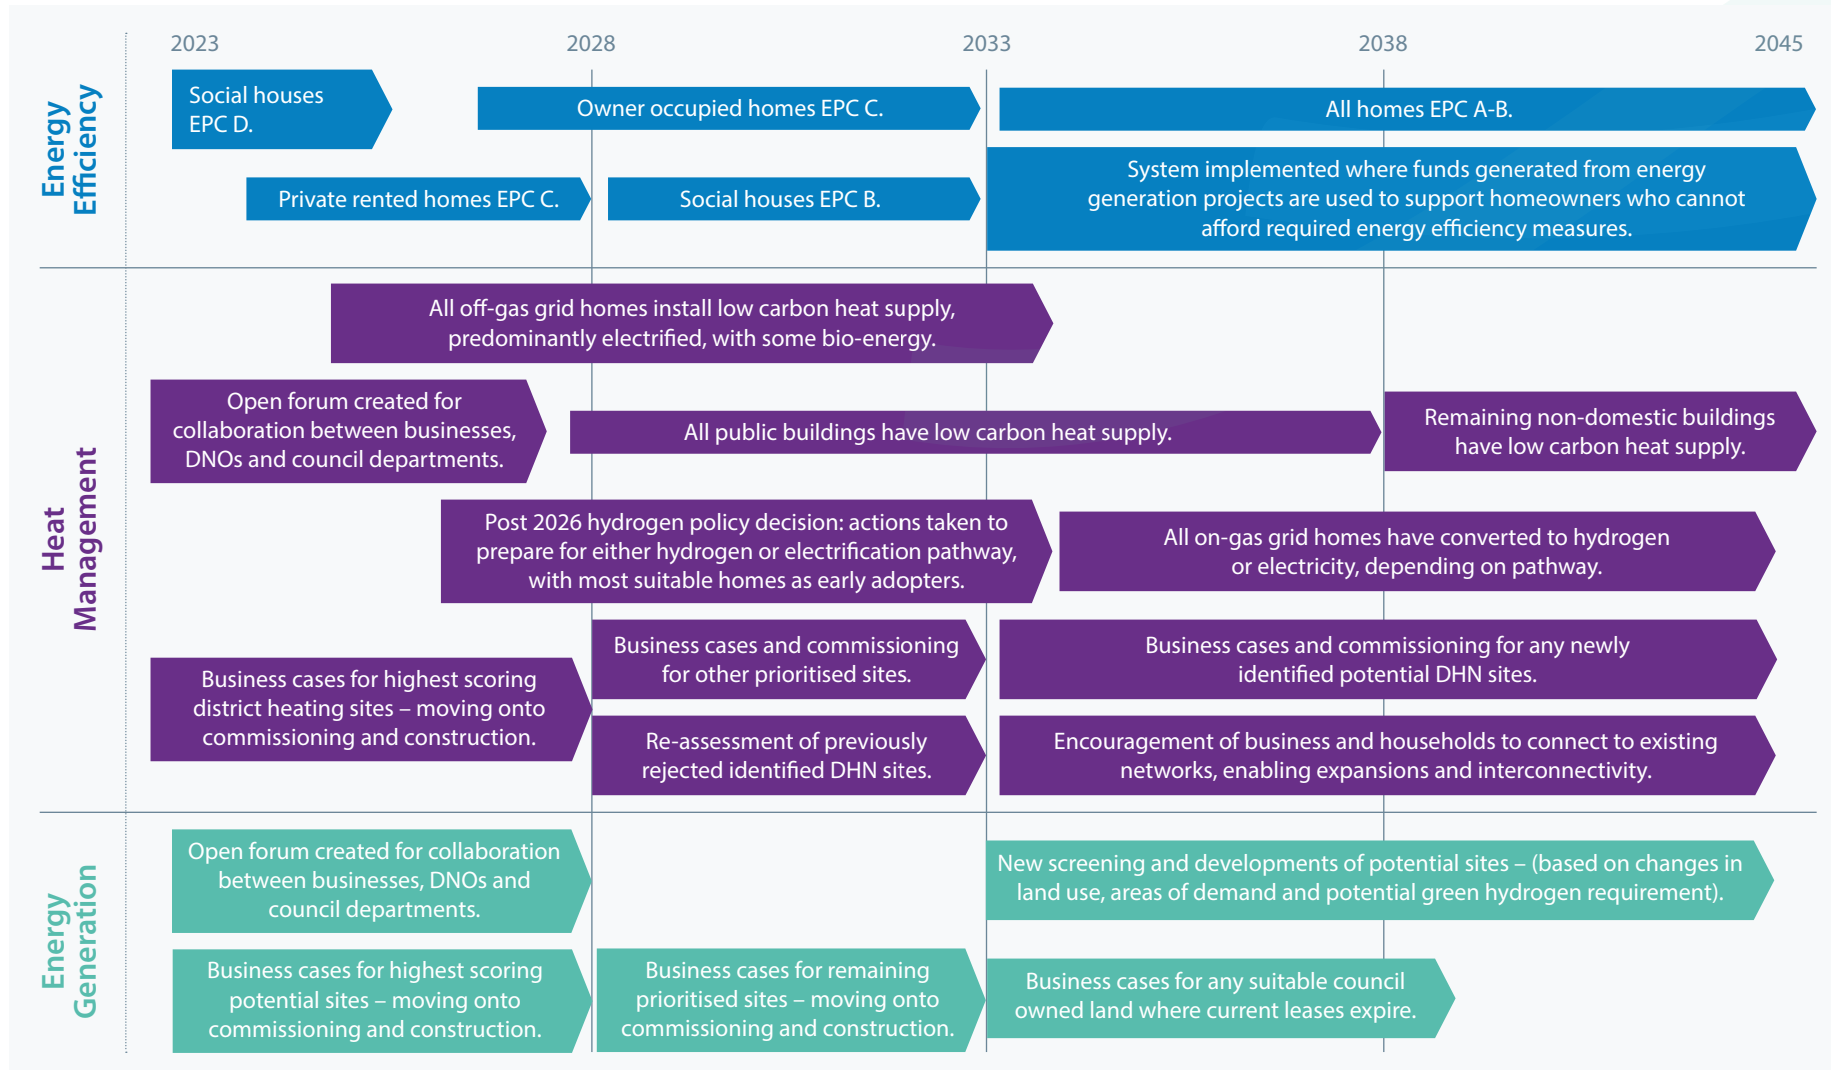 2023
2028
2033
2038
2045
Energy
Efficiency
Social houses
EPC D.
Owner occupied homes EPC C.
All homes EPC A-B.
Private rented homes EPC C.
Social houses EPC B.
System implemented where funds generated from energy
generation projects are used to support homeowners who cannot
afford required energy efficiency measures.
Heat
Management
All off-gas grid homes install low carbon heat supply,
predominantly electrified, with some bio-energy.
Open forum created for
collaboration between businesses,
DNOs and council departments.
All public buildings have low carbon heat supply.
Remaining non-domestic buildings
have low carbon heat supply.
Post 2026 hydrogen policy decision: actions taken to
prepare for either hydrogen or electrification pathway,
with most suitable homes as early adopters.
All on-gas grid homes have converted to hydrogen
or electricity, depending on pathway.
Business cases for highest scoring
district heating sites – moving onto
commissioning and construction.
Business cases and commissioning
for other prioritised sites.
Business cases and commissioning for any newly
identified potential DHN sites.
Re-assessment of previously
rejected identified DHN sites.
Encouragement of business and households to connect to existing
networks, enabling expansions and interconnectivity.
Energy
Generation
Open forum created for collaboration
between businesses, DNOs and
council departments.
New screening and developments of potential sites – (based on changes in
land use, areas of demand and potential green hydrogen requirement).
Business cases for highest scoring
potential sites – moving onto
commissioning and construction.
Business cases for remaining
prioritised sites – moving onto
commissioning and construction.
Business cases for any suitable council
owned land where current leases expire.